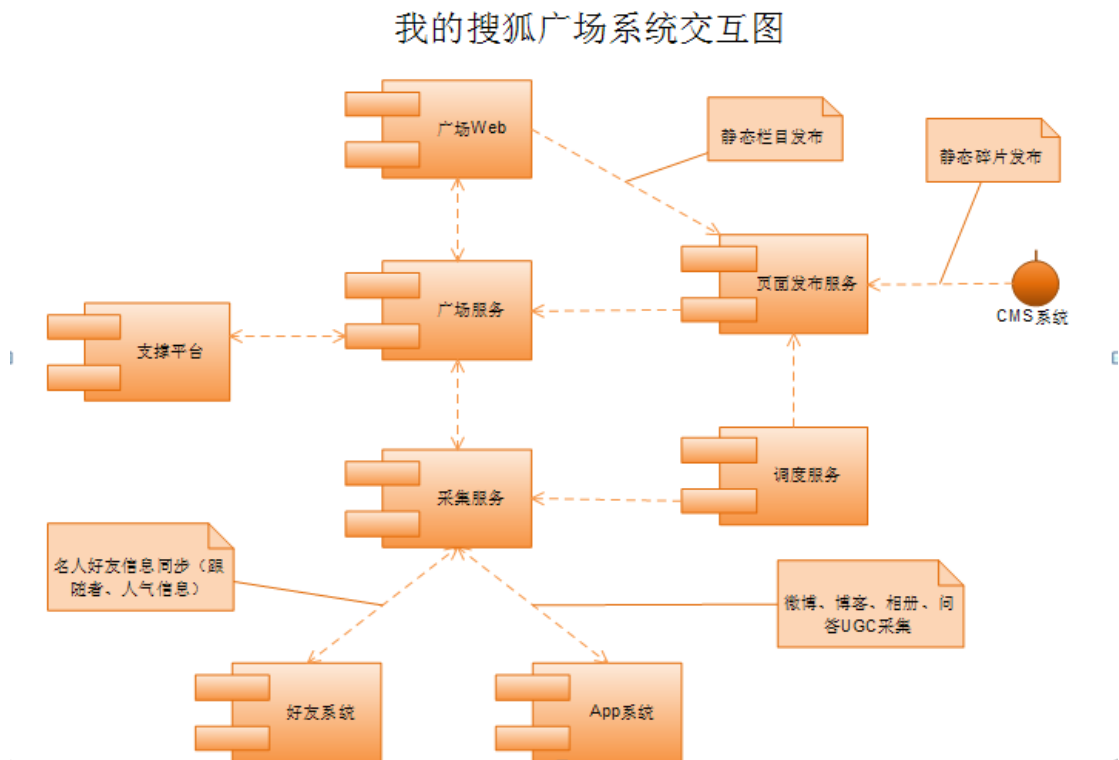 我的搜狐广场系统交互图
广场Web
静态栏目发布
静态碎片发布
页面发布服务
广场服务
CMS系统
支撑平台
采集服务
调度服务
名人好友信息同步（跟
随者、人气信息）
微博、博客、相册、问
答UGC采集
好友系统
App系统